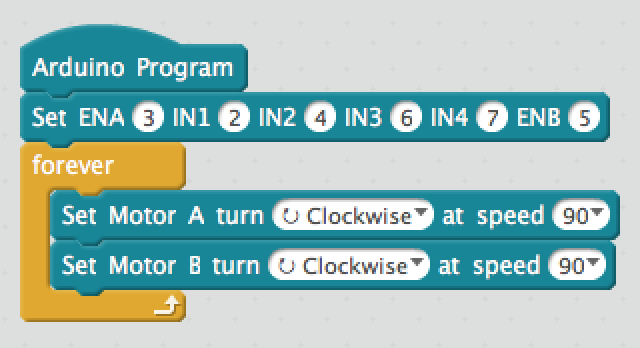 Arduino Program
Set ENA 3 IN1 2 IN2 4 IN3 6 IN4 7 ENB 5
forever
Set Motor A turn Clockwise at speed 90
Set Motor B turn Clockwise at speed 90